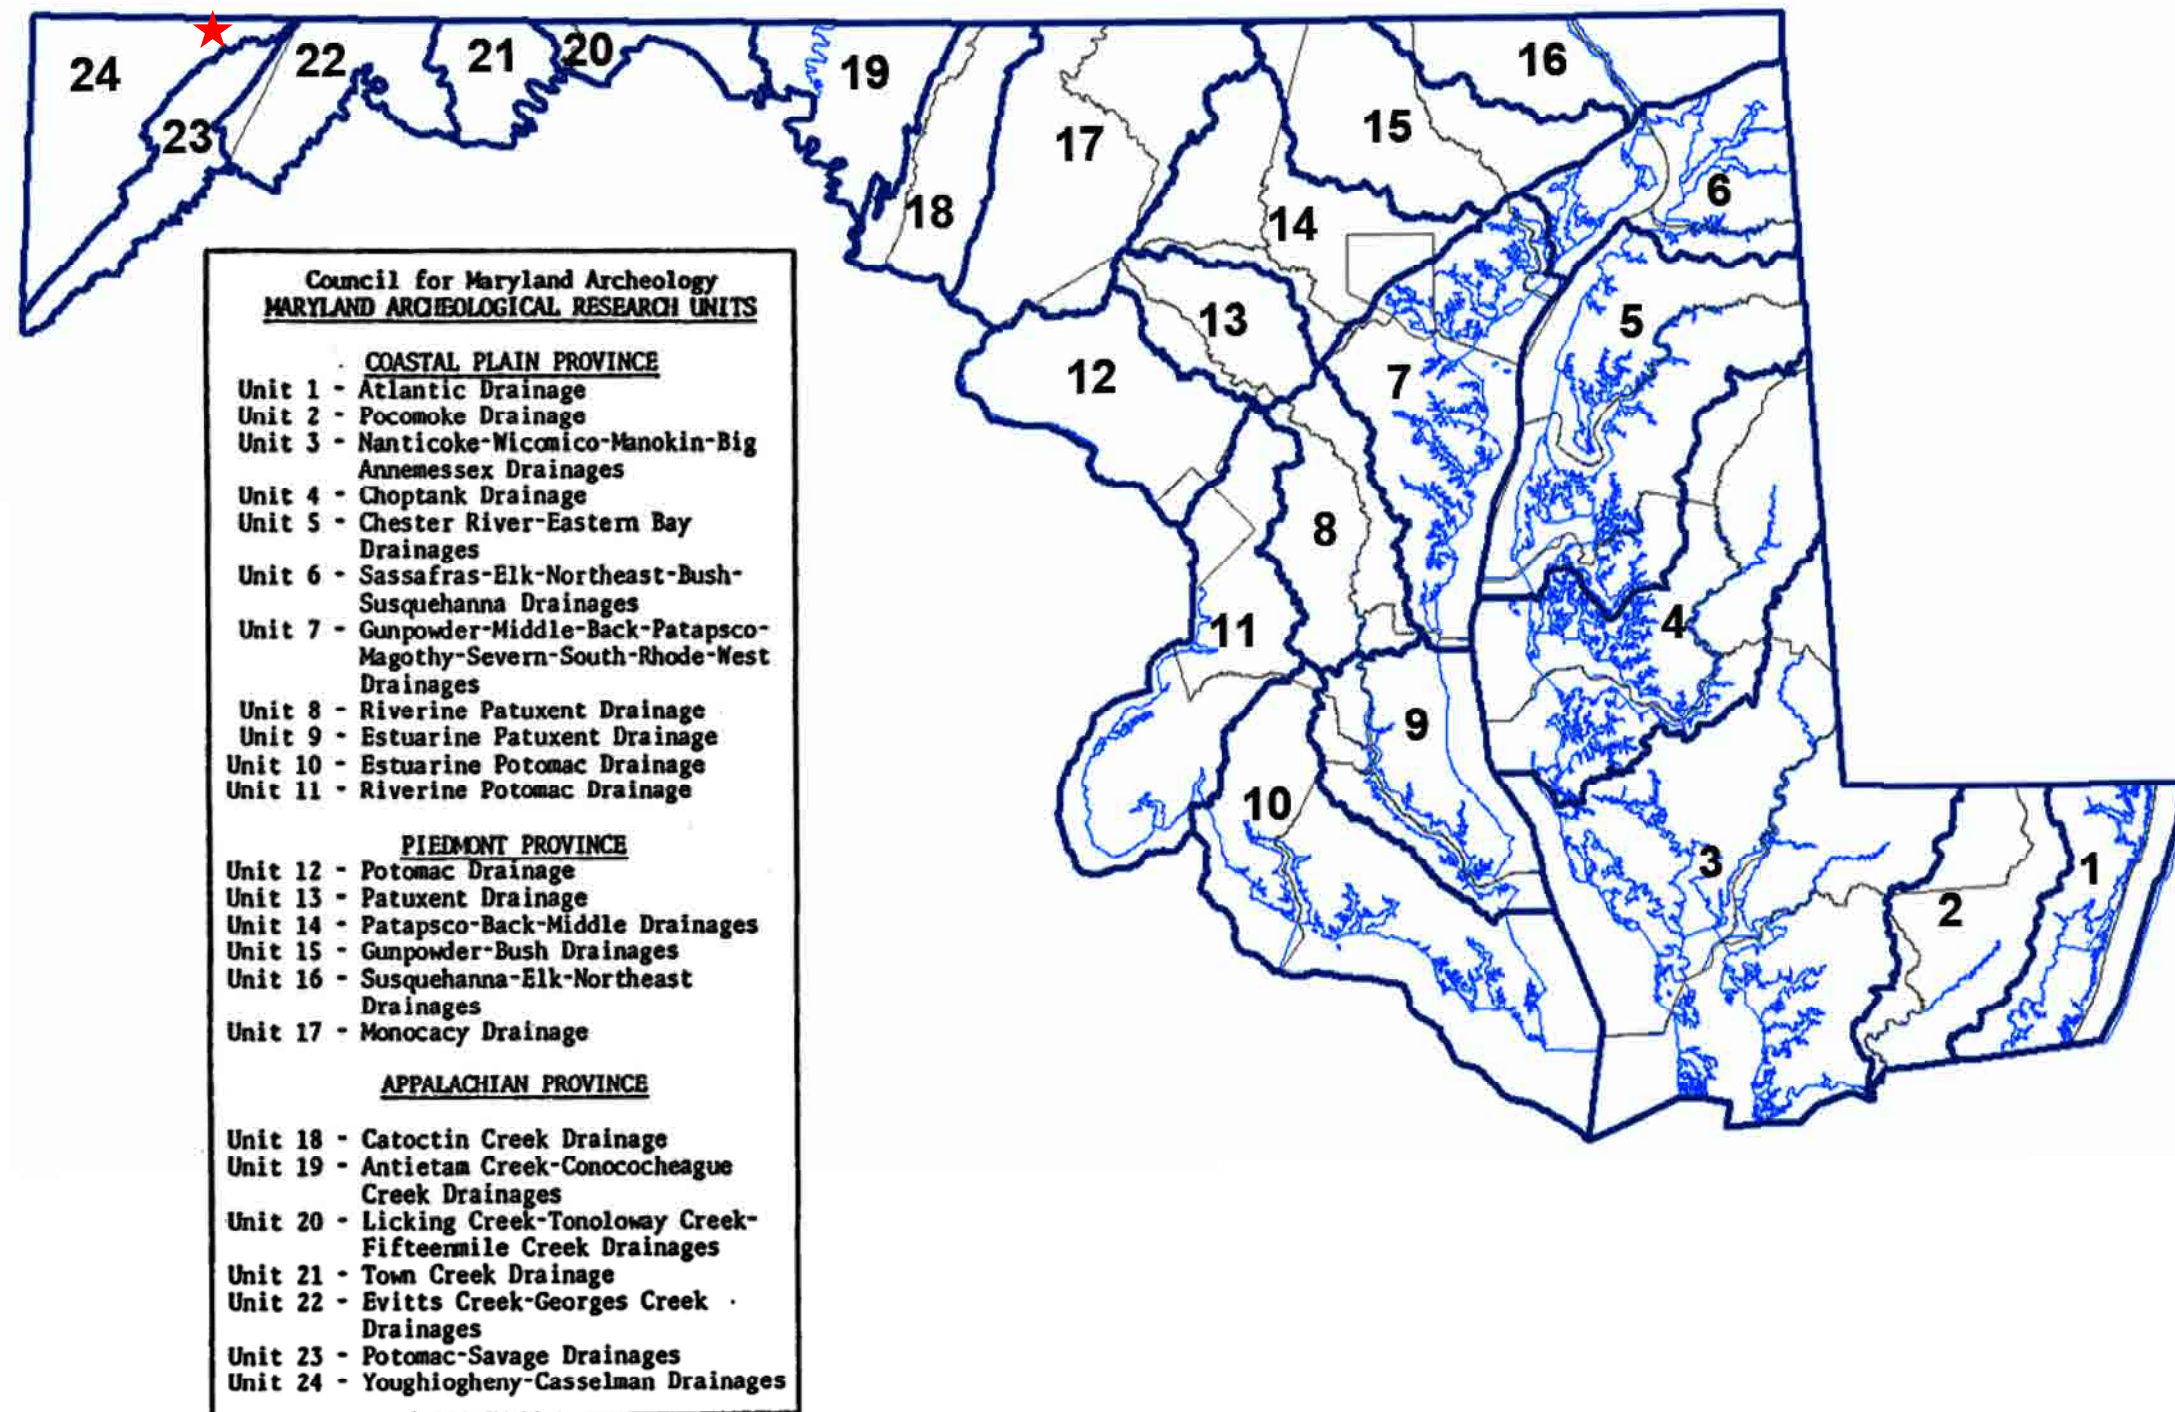 24
22
21
20
19
16
23
17
15
18
14
6
13
5
12
7
8
4
11
9
10
3
1
2
Council for Maryland Archeology
MARYLAND ARCHEOLOGICAL RESEARCH UNITS
COASTAL PLAIN PROVINCE
Unit 1 - Atlantic Drainage
Unit 2 - Pocomoke Drainage
Unit 3 - Nanticoke-Wicomico-Manokin-Big
Annemessex Drainages
Unit 4 - Choptank Drainage
Unit 5 - Chester River-Eastern Bay
Drainages
Unit 6 - Sassafras-Elk-Northeast-Bush-
Susquehanna Drainages
Unit 7 - Gunpowder-Middle-Back-Patapsco-
Magothy-Severn-South-Rhode-West
Drainages
Unit 8 - Riverine Patuxent Drainage
Unit 9 - Estuarine Patuxent Drainage
Unit 10 - Estuarine Potomac Drainage
Unit 11 - Riverine Potomac Drainage
PIEDMONT PROVINCE
Unit 12 - Potomac Drainage
Unit 13 - Patuxent Drainage
Unit 14 - Patapsco-Back-Middle Drainages
Unit 15 - Gunpowder-Bush Drainages
Unit 16 - Susquehanna-Elk-Northeast
Drainages
Unit 17 - Monocacy Drainage
APPALACHIAN PROVINCE
Unit 18 - Catoctin Creek Drainage
Unit 19 - Antietam Creek-Conococheague
Creek Drainages
Unit 20 - Licking Creek-Tonoloway Creek-
Fifteenmile Creek Drainages
Unit 21 - Town Creek Drainage
Unit 22 - Evitts Creek-Georges Creek
Drainages
Unit 23 - Potomac-Savage Drainages
Unit 24 - Youghiogheny-Casselman Drainages